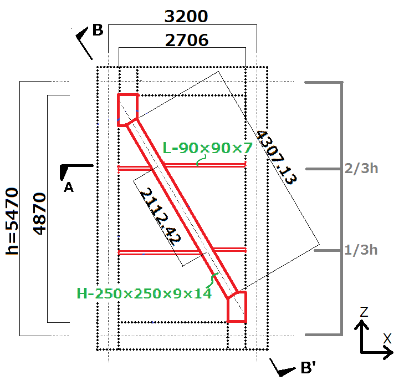 3200
B
2706
L-90×90×7
4307.13
2/3h
A
h=5470
4870
2112.42
1/3h
H-250×250×9×14
Z
X
B'